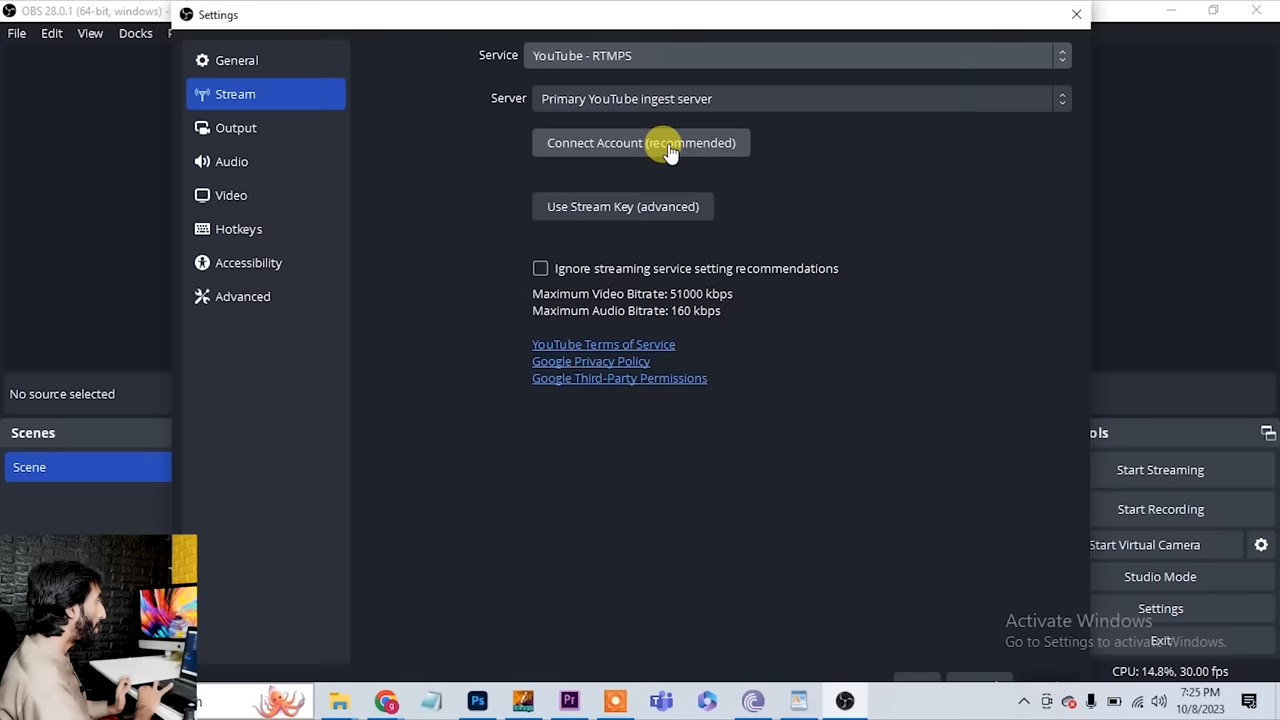 OBS 28.0.1 (64-bit, windows) -
Settings
File Edit View Docks
General
Stream
Output
Audio
Video
Hotkeys
Accessibility
Advanced
Service YouTube - RTMPS
Server Primary YouTube ingest server
Connect Account (recommended)
Use Stream Key (advanced)
Ignore streaming service setting recommendations
Maximum Video Bitrate: 51000 kbps
Maximum Audio Bitrate: 160 kbps
YouTube Terms of Service
Google Privacy Policy
Google Third-Party Permissions
No source selected
Scenes
Scene
ols
Start Streaming
Start Recording
Start Virtual Camera
Studio Mode
Settings
Exit
Activate Windows
Go to Settings to activate Windows.
CPU: 14.8%, 30.00 fps
Ps
Pr
7:25 PM
10/8/2023